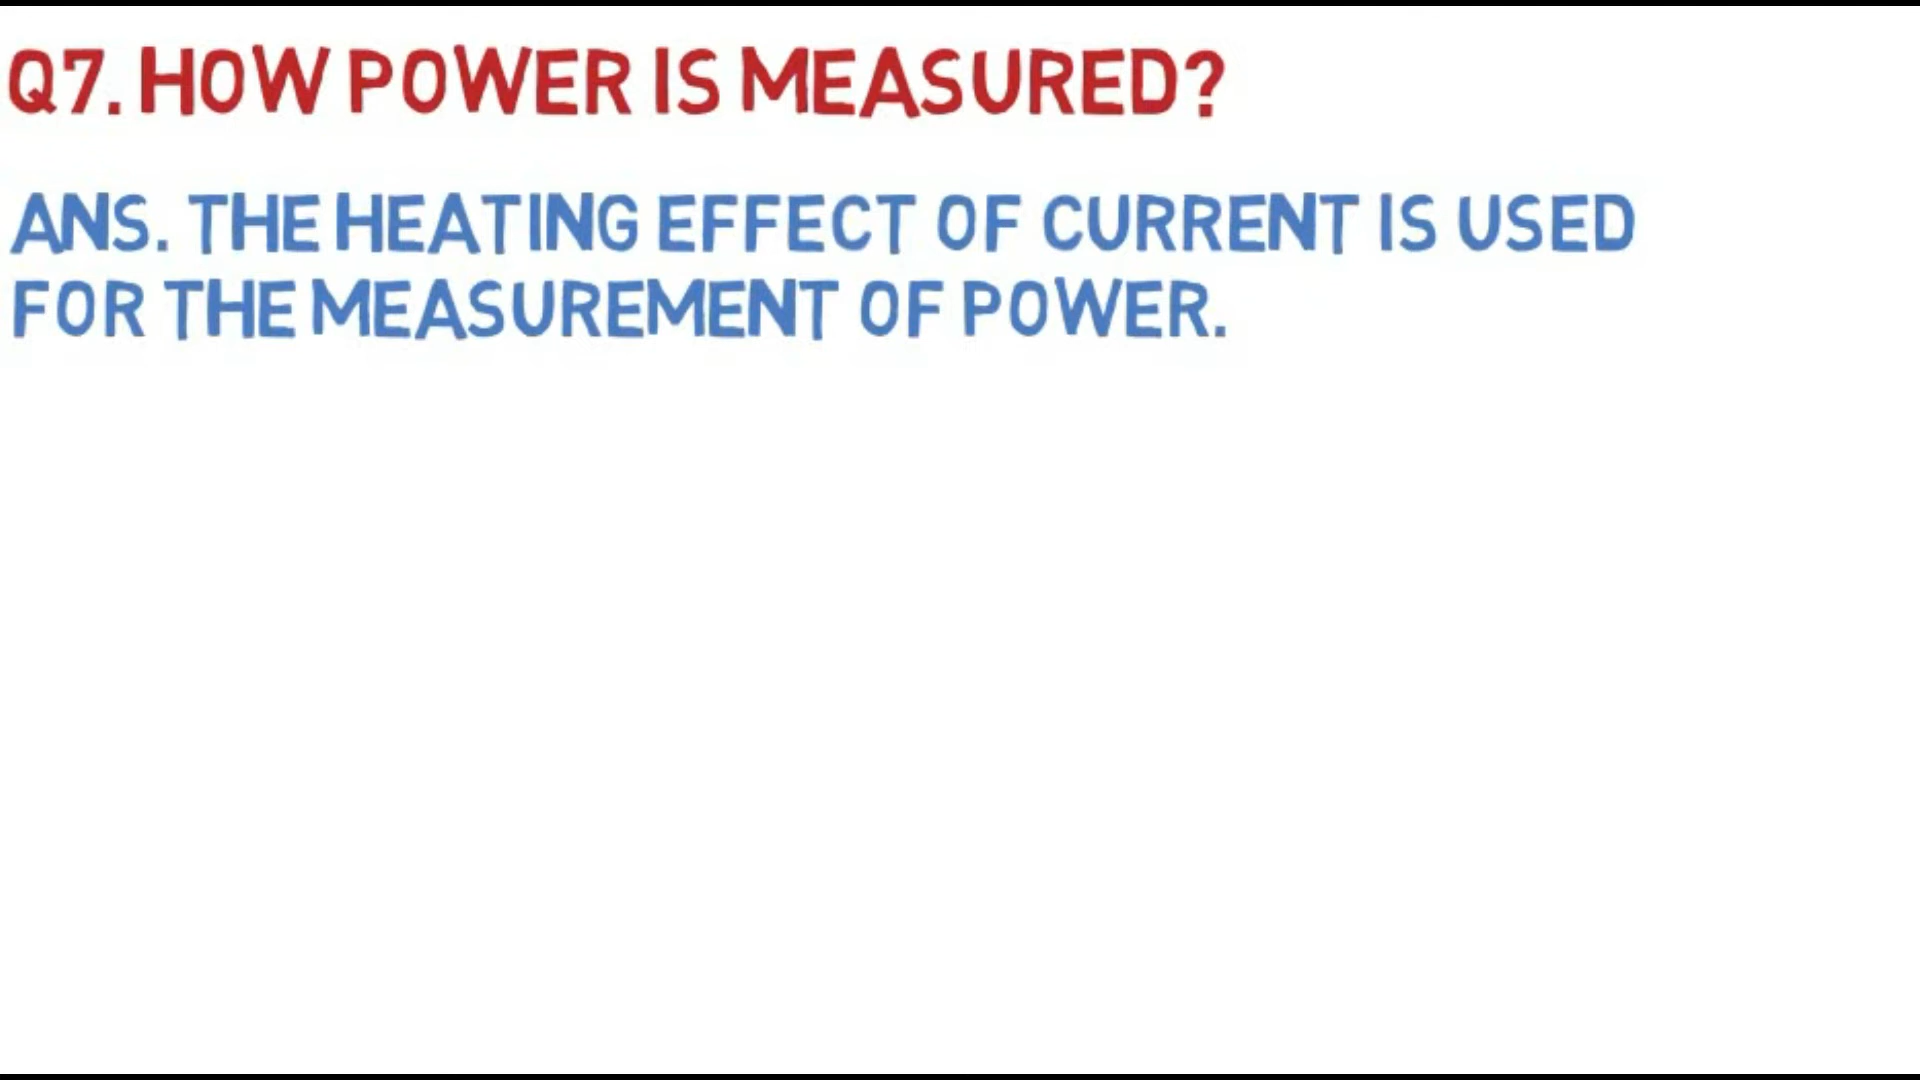 Q7. HOW POWER IS MEASURED?
ANS. THE HEATING EFFECT OF CURRENT IS USED
FOR THE MEASUREMENT OF POWER.